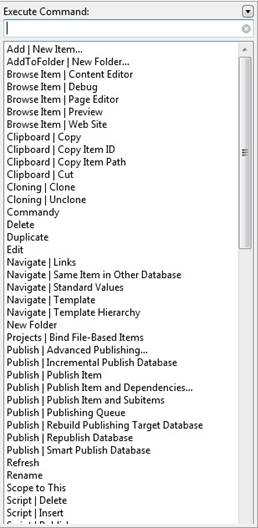 Execute Command:
Add | New Item...
AddToFolder | New Folder...
Browse Item | Content Editor
Browse Item | Debug
Browse Item | Page Editor
Browse Item | Preview
Browse Item | Web Site
Clipboard | Copy
Clipboard | Copy Item ID
Clipboard | Copy Item Path
Clipboard | Cut
Cloning | Clone
Cloning | Unclone
Commandy
Delete
Duplicate
Edit
Navigate | Links
Navigate | Same Item in Other Database
Navigate | Standard Values
Navigate | Template
Navigate | Template Hierarchy
New Folder
Projects | Bind File-Based Items
Publish | Advanced Publishing...
Publish | Incremental Publish Database
Publish | Publish Item
Publish | Publish Item and Dependencies...
Publish | Publish Item and Subitems
Publish | Publishing Queue
Publish | Rebuild Publishing Target Database
Publish | Republish Database
Publish | Smart Publish Database
Refresh
Rename
Scope to This
Script | Delete
Script | Insert
Script | Publish